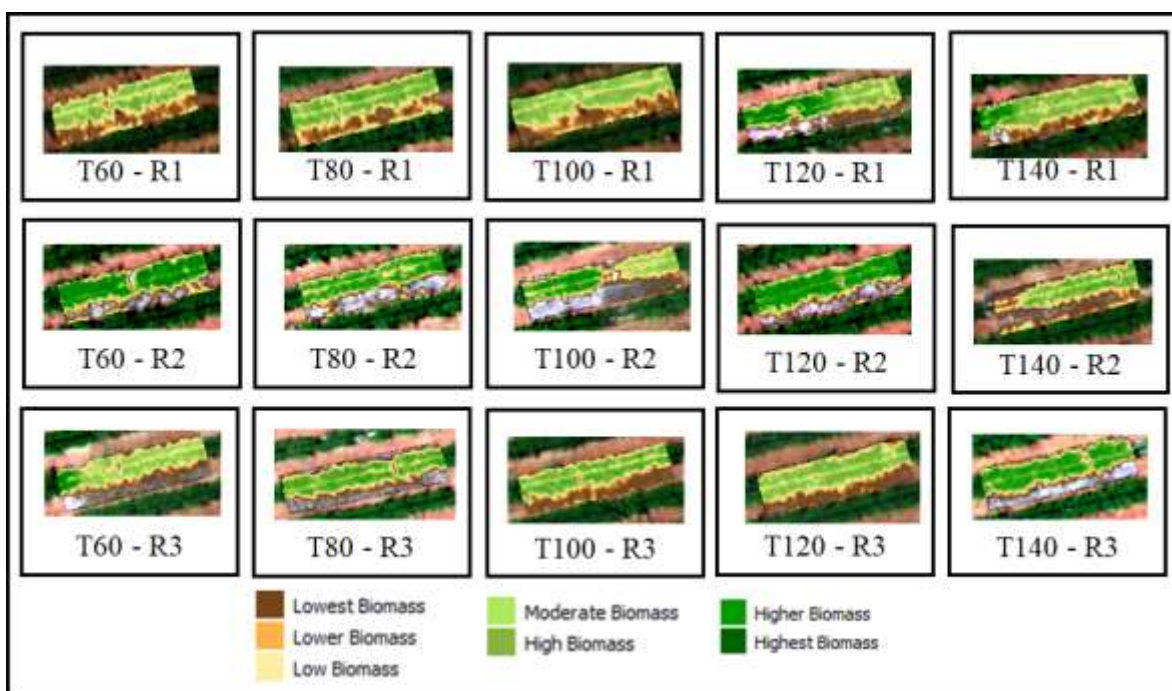 T60 - R1
T80 - R1
T100 - R1
T120 - R1
T140 - R1
T60 - R2
T80 - R2
T100 - R2
T120 - R2
T140 - R2
T60 - R3
T80 - R3
T100 - R3
T120 - R3
T140 - R3
Lowest Biomass
Lower Biomass
Low Biomass
Moderate Biomass
High Biomass
Higher Biomass
Highest Biomass